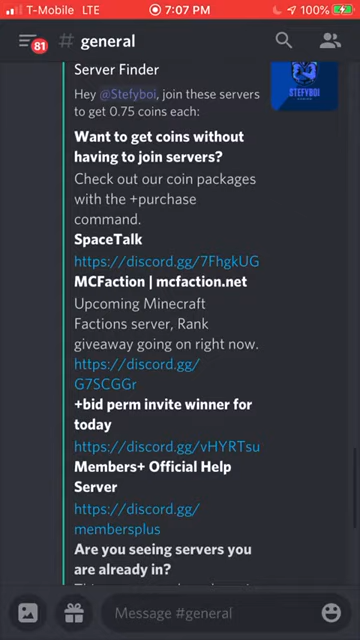 T-Mobile LTE 7:07 PM 100%
81 # general
Server Finder
STEFYBOI
Hey @Stefyboi, join these servers
to get 0.75 coins each:
Want to get coins without
having to join servers?
Check out our coin packages
with the +purchase
command.
SpaceTalk
https://discord.gg/7FhgkUG
MCFaction | mcfaction.net
Upcoming Minecraft
Factions server, Rank
giveaway going on right now.
https://discord.gg/
G7SCGGr
+bid perm invite winner for
today
https://discord.gg/vHYRTsu
Members+ Official Help
Server
https://discord.gg/
membersplus
Are you seeing servers you
are already in?
Message #general